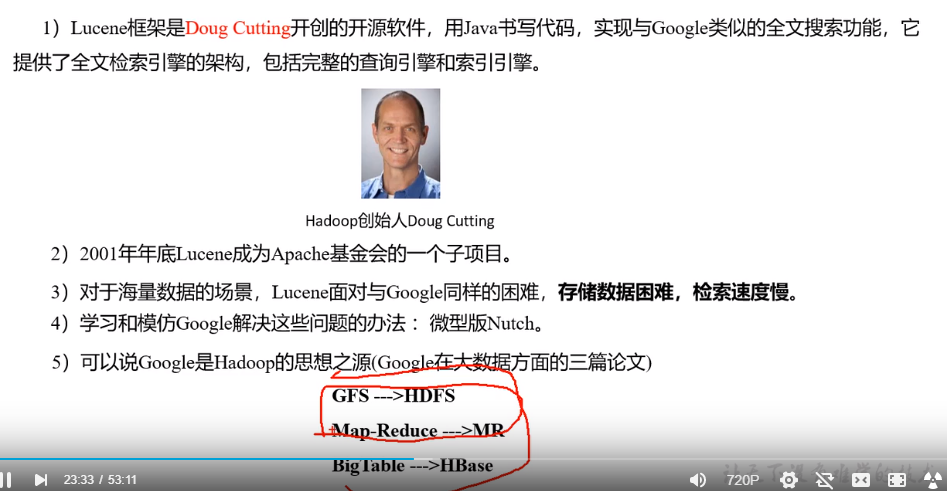 1）Lucene框架是Doug Cutting开创的开源软件，用Java书写代码，实现与Google类似的全文搜索功能，它
提供了全文检索引擎的架构，包括完整的查询引擎和索引引擎。
Hadoop创始人Doug Cutting
2）2001年年底Lucene成为Apache基金会的一个子项目。
3）对于海量数据的场景，Lucene面对与Google同样的困难，存储数据困难，检索速度慢。
4）学习和模仿Google解决这些问题的办法 ：微型版Nutch。
5）可以说Google是Hadoop的思想之源(Google在大数据方面的三篇论文)
GFS --->HDFS
Map-Reduce --->MR
BigTable --->HBase
23:33 / 53:11
720P